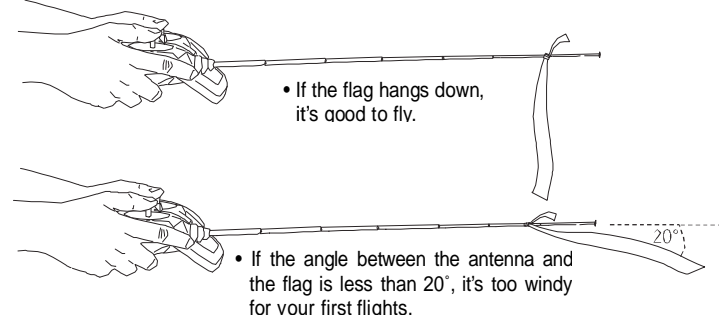 • If the flag hangs down,
it's good to fly.
20°
• If the angle between the antenna and
the flag is less than 20˚, it's too windy
for your first flights.